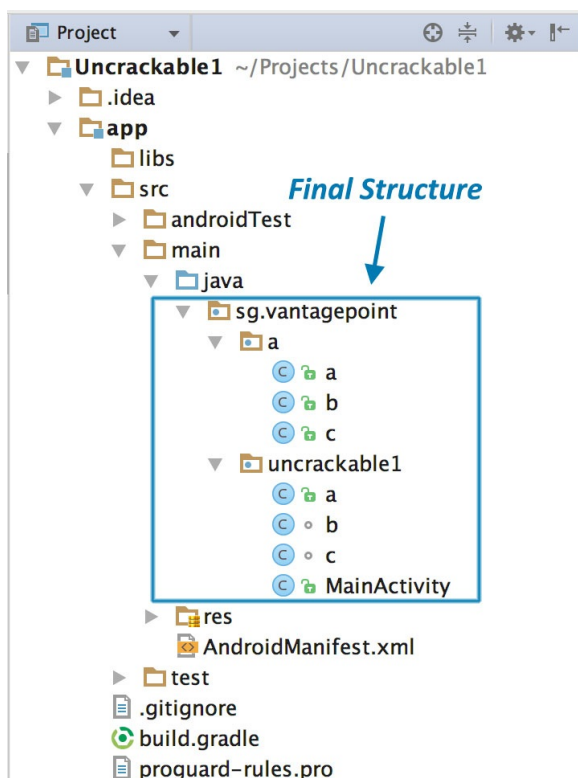 Project
Uncrackable1 ~/Projects/Uncrackable1
.idea
app
libs
src
Final Structure
androidTest
main
java
sg.vantagepoint
a
a
b
c
uncrackable1
a
b
c
MainActivity
res
AndroidManifest.xml
test
.gitignore
build.gradle
proguard-rules.pro